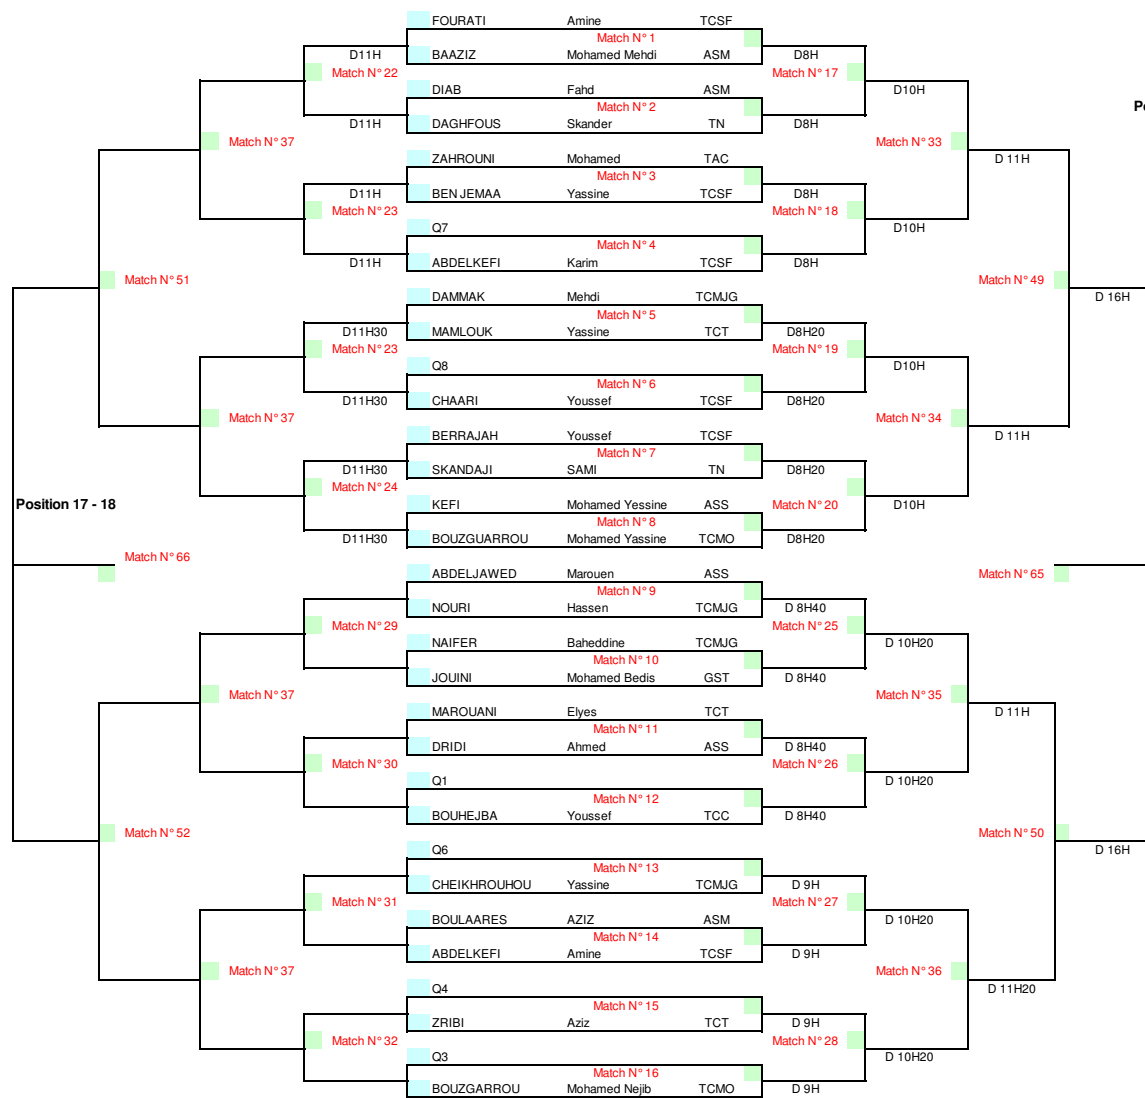 FOURATI Amine TCSF
Match N° 1
D11H BAAZIZ Mohamed Mehdi ASM D8H
Match N° 22 Match N° 17
DIAB Fahd ASM D10H
Match N° 2 Po
D11H DAGHFOUS Skander TN D8H
Match N° 37 Match N° 33
ZAHROUNI Mohamed TAC D 11H
Match N° 3
D11H BEN JEMAA Yassine TCSF D8H
Match N° 23 Match N° 18
Q7 D10H
Match N° 4
D11H ABDELKEFI Karim TCSF D8H
Match N° 51 Match N° 49
DAMMAK Mehdi TCMJG D 16H
Match N° 5
D11H30 MAMLOUK Yassine TCT D8H20
Match N° 23 Match N° 19
Q8 D10H
Match N° 6
D11H30 CHAARI Youssef TCSF D8H20
Match N° 37 Match N° 34
BERRAJAH Youssef TCSF D 11H
Match N° 7
D11H30 SKANDAJI SAMI TN D8H20
Match N° 24
Position 17 - 18 KEFI Mohamed Yessine ASS Match N° 20 D10H
Match N° 8
D11H30 BOUZGUARROU Mohamed Yassine TCMO D8H20
Match N° 66
ABDELJAWED Marouen ASS Match N° 65
Match N° 9
NOURI Hassen TCMJG D 8H40
Match N° 29 Match N° 25
NAIFER Baheddine TCMJG D 10H20
Match N° 10
JOUINI Mohamed Bedis GST D 8H40
Match N° 37 Match N° 35
MAROUANI Elyes TCT D 11H
Match N° 11
DRIDI Ahmed ASS D 8H40
Match N° 30 Match N° 26
Q1 D 10H20
Match N° 12
BOUHEJBA Youssef TCC D 8H40
Match N° 52 Match N° 50
Q6 D 16H
Match N° 13
CHEIKHROUHOU Yassine TCMJG D 9H
Match N° 31 Match N° 27
BOULAARES AZIZ ASM D 10H20
Match N° 14
ABDELKEFI Amine TCSF D 9H
Match N° 37 Match N° 36
Q4 D 11H20
Match N° 15
ZRIBI Aziz TCT D 9H
Match N° 32 Match N° 28
Q3 D 10H20
Match N° 16
BOUZGARROU Mohamed Nejib TCMO D 9H